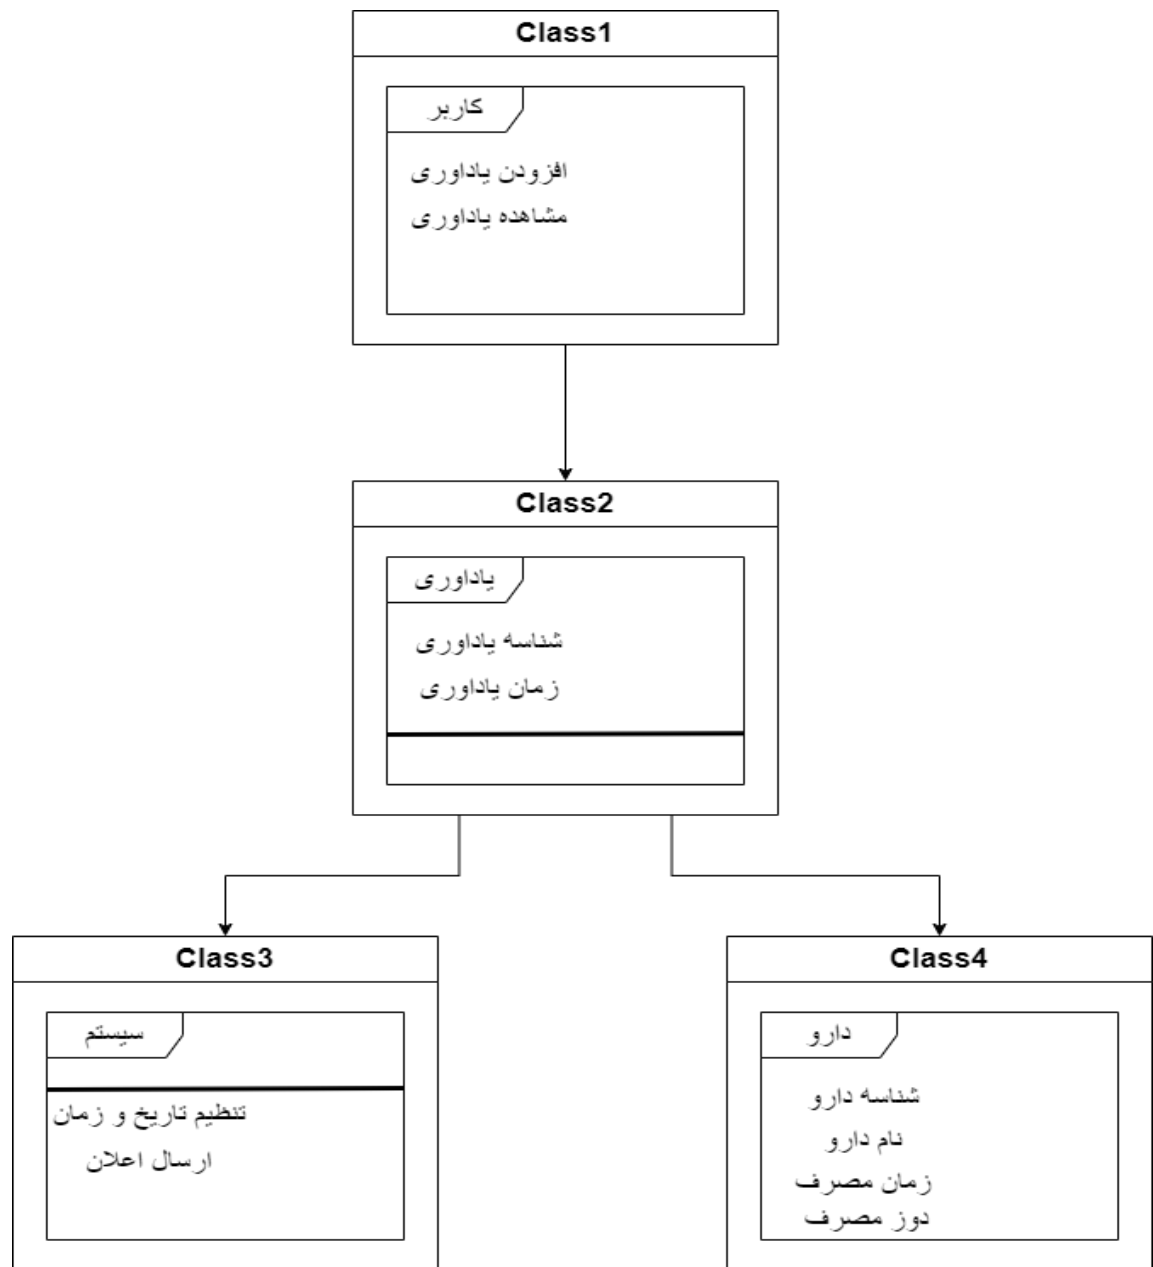 Class1
کاربر
افزودن یاداوری
مشاهده یاداوری
Class2
یاداوری
شناسه یاداوری
زمان یاداوری
Class3
سیستم
تنظیم تاریخ و زمان
ارسال اعلان
Class4
دارو
شناسه دارو
نام دارو
زمان مصرف
دوز مصرف